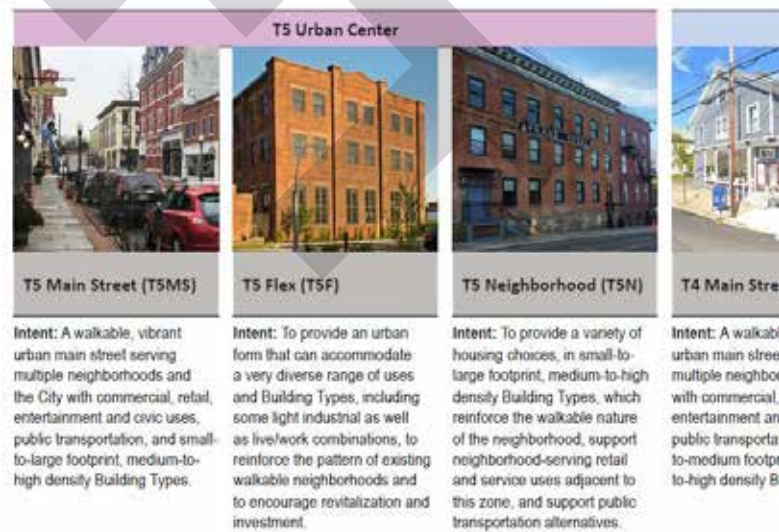 T5 Urban Center
T5 Main Street (T5MS)
Intent: A walkable, vibrant
urban main street serving
multiple neighborhoods and
the City with commercial, retail,
entertainment and civic uses,
public transportation, and small-
to-large footprint, medium-to-
high density Building Types.
T5 Flex (T5F)
Intent: To provide an urban
form that can accommodate
a very diverse range of uses
and Building Types, including
some light industrial as well
as live/work combinations, to
reinforce the pattern of existing
walkable neighborhoods and
to encourage revitalization and
investment.
T5 Neighborhood (T5N)
Intent: To provide a variety of
housing choices, in small-to-
large footprint, medium-to-high
density Building Types, which
reinforce the walkable nature
of the neighborhood, support
neighborhood-serving retail
and service uses adjacent to
this zone, and support public
transportation alternatives.
T4 Main Stre
Intent: A walkabl
urban main stree
multiple neighbo
with commercial,
entertainment an
public transporta
to-medium footpr
to-high density B